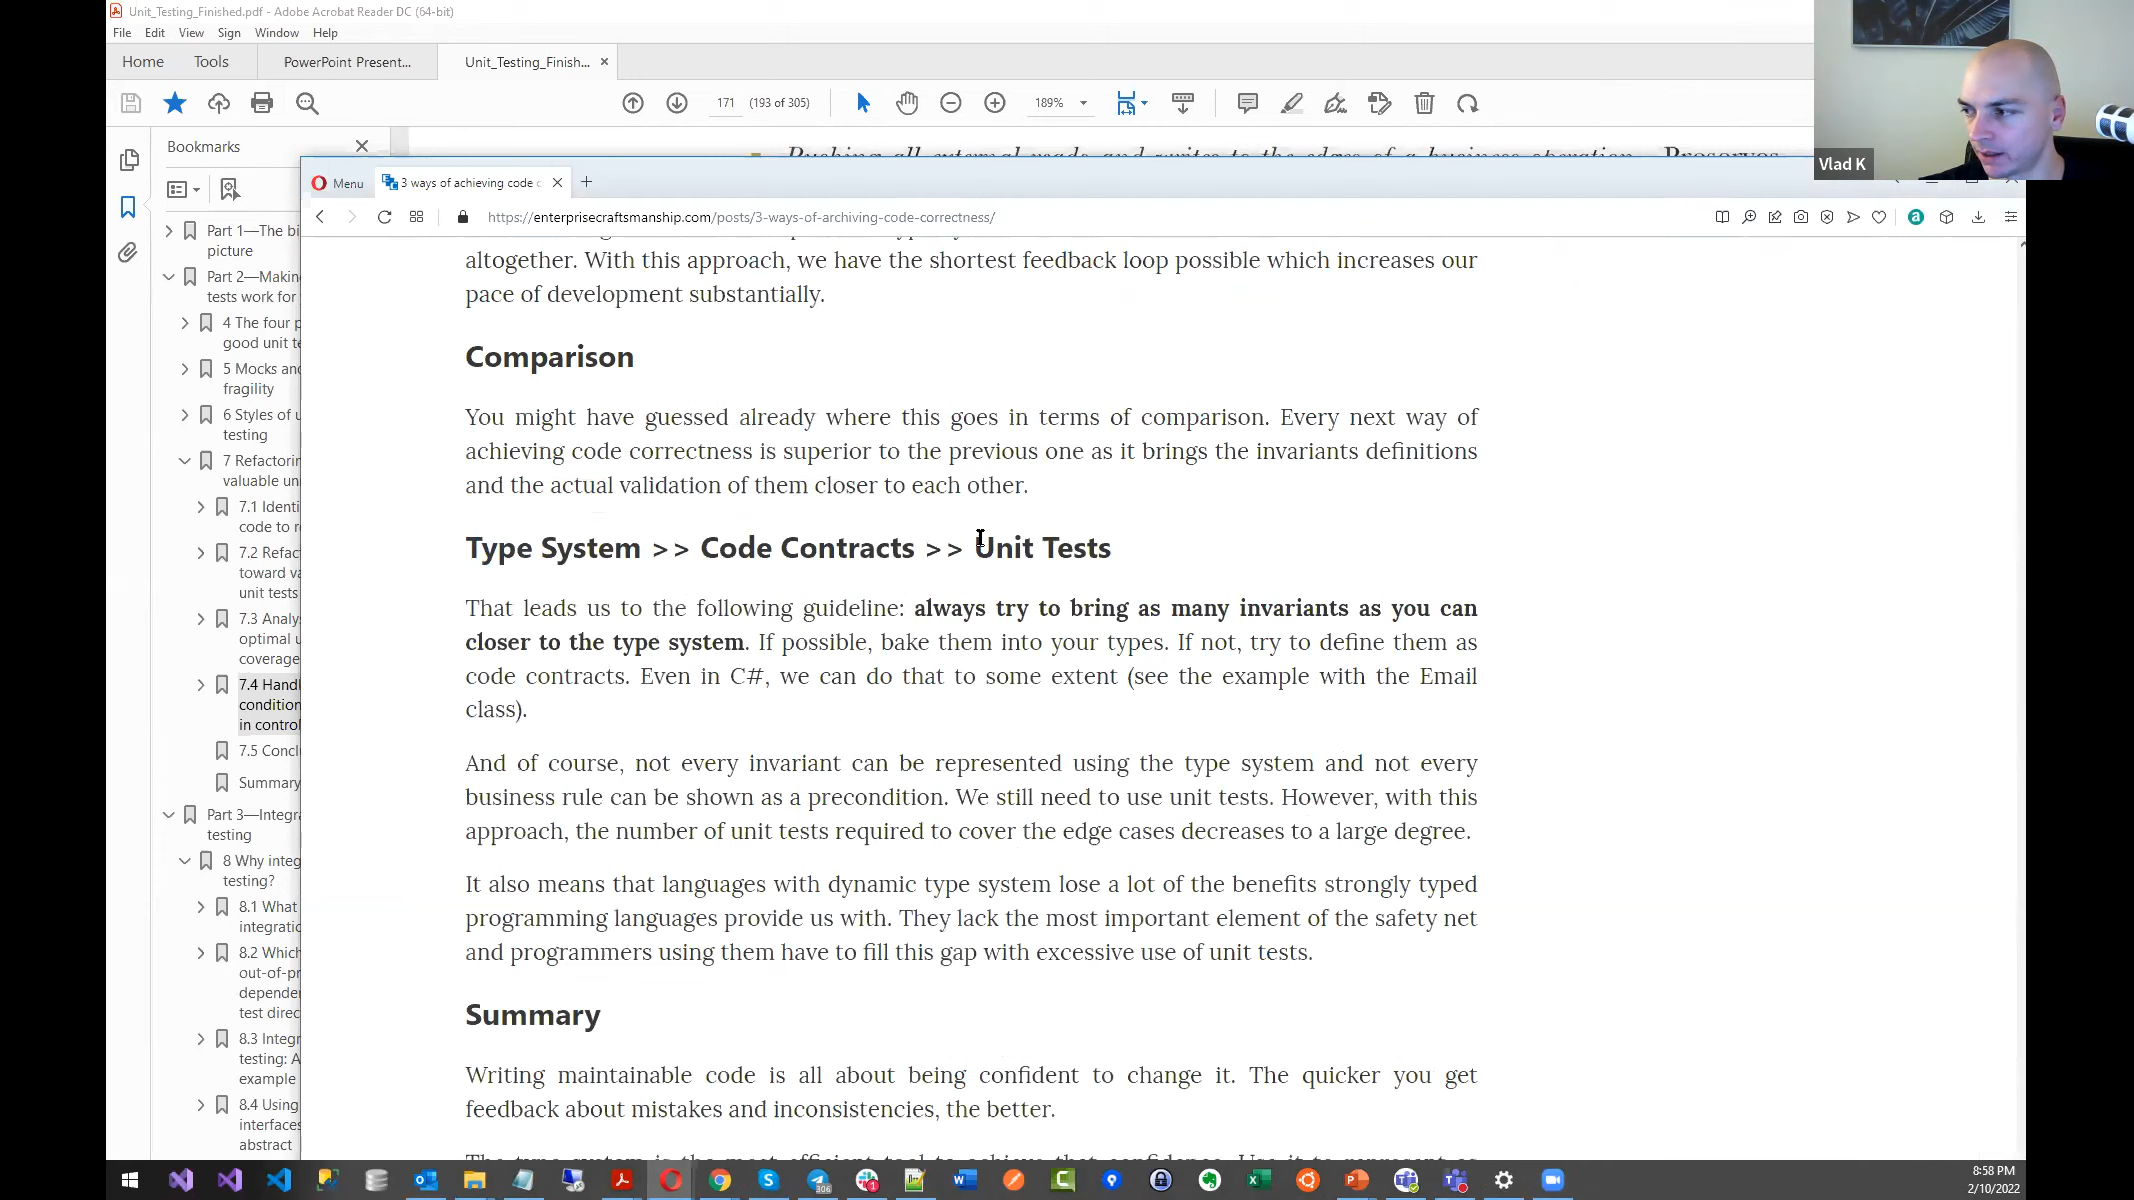 Unit_Testing_Finished.pdf - Adobe Acrobat Reader DC (64-bit)
File Edit View Sign Window Help
Home Tools PowerPoint Present... Unit_Testing_Finish...
171 (193 of 305) 189%
Bookmarks
Part 1—The bi
picture
Part 2—Makin
tests work for
4 The four p
good unit te
5 Mocks and
fragility
6 Styles of u
testing
7 Refactorin
valuable uni
7.1 Identi
code to re
7.2 Refac
toward va
unit tests
7.3 Analy
optimal u
coverage
7.4 Handl
condition
in control
7.5 Concl
Summary
Part 3—Integra
testing
8 Why integ
testing?
8.1 What
integratio
8.2 Which
out-of-pr
depender
test direc
8.3 Integr
testing: A
example
8.4 Using
interfaces
abstract
Vlad K
Menu 3 ways of achieving code c
https://enterprisecraftsmanship.com/posts/3-ways-of-archiving-code-correctness/
altogether. With this approach, we have the shortest feedback loop possible which increases our
pace of development substantially.
Comparison
You might have guessed already where this goes in terms of comparison. Every next way of
achieving code correctness is superior to the previous one as it brings the invariants definitions
and the actual validation of them closer to each other.
Type System >> Code Contracts >> Unit Tests
That leads us to the following guideline: always try to bring as many invariants as you can
closer to the type system. If possible, bake them into your types. If not, try to define them as
code contracts. Even in C#, we can do that to some extent (see the example with the Email
class).
And of course, not every invariant can be represented using the type system and not every
business rule can be shown as a precondition. We still need to use unit tests. However, with this
approach, the number of unit tests required to cover the edge cases decreases to a large degree.
It also means that languages with dynamic type system lose a lot of the benefits strongly typed
programming languages provide us with. They lack the most important element of the safety net
and programmers using them have to fill this gap with excessive use of unit tests.
Summary
Writing maintainable code is all about being confident to change it. The quicker you get
feedback about mistakes and inconsistencies, the better.
306
8:58 PM
2/10/2022